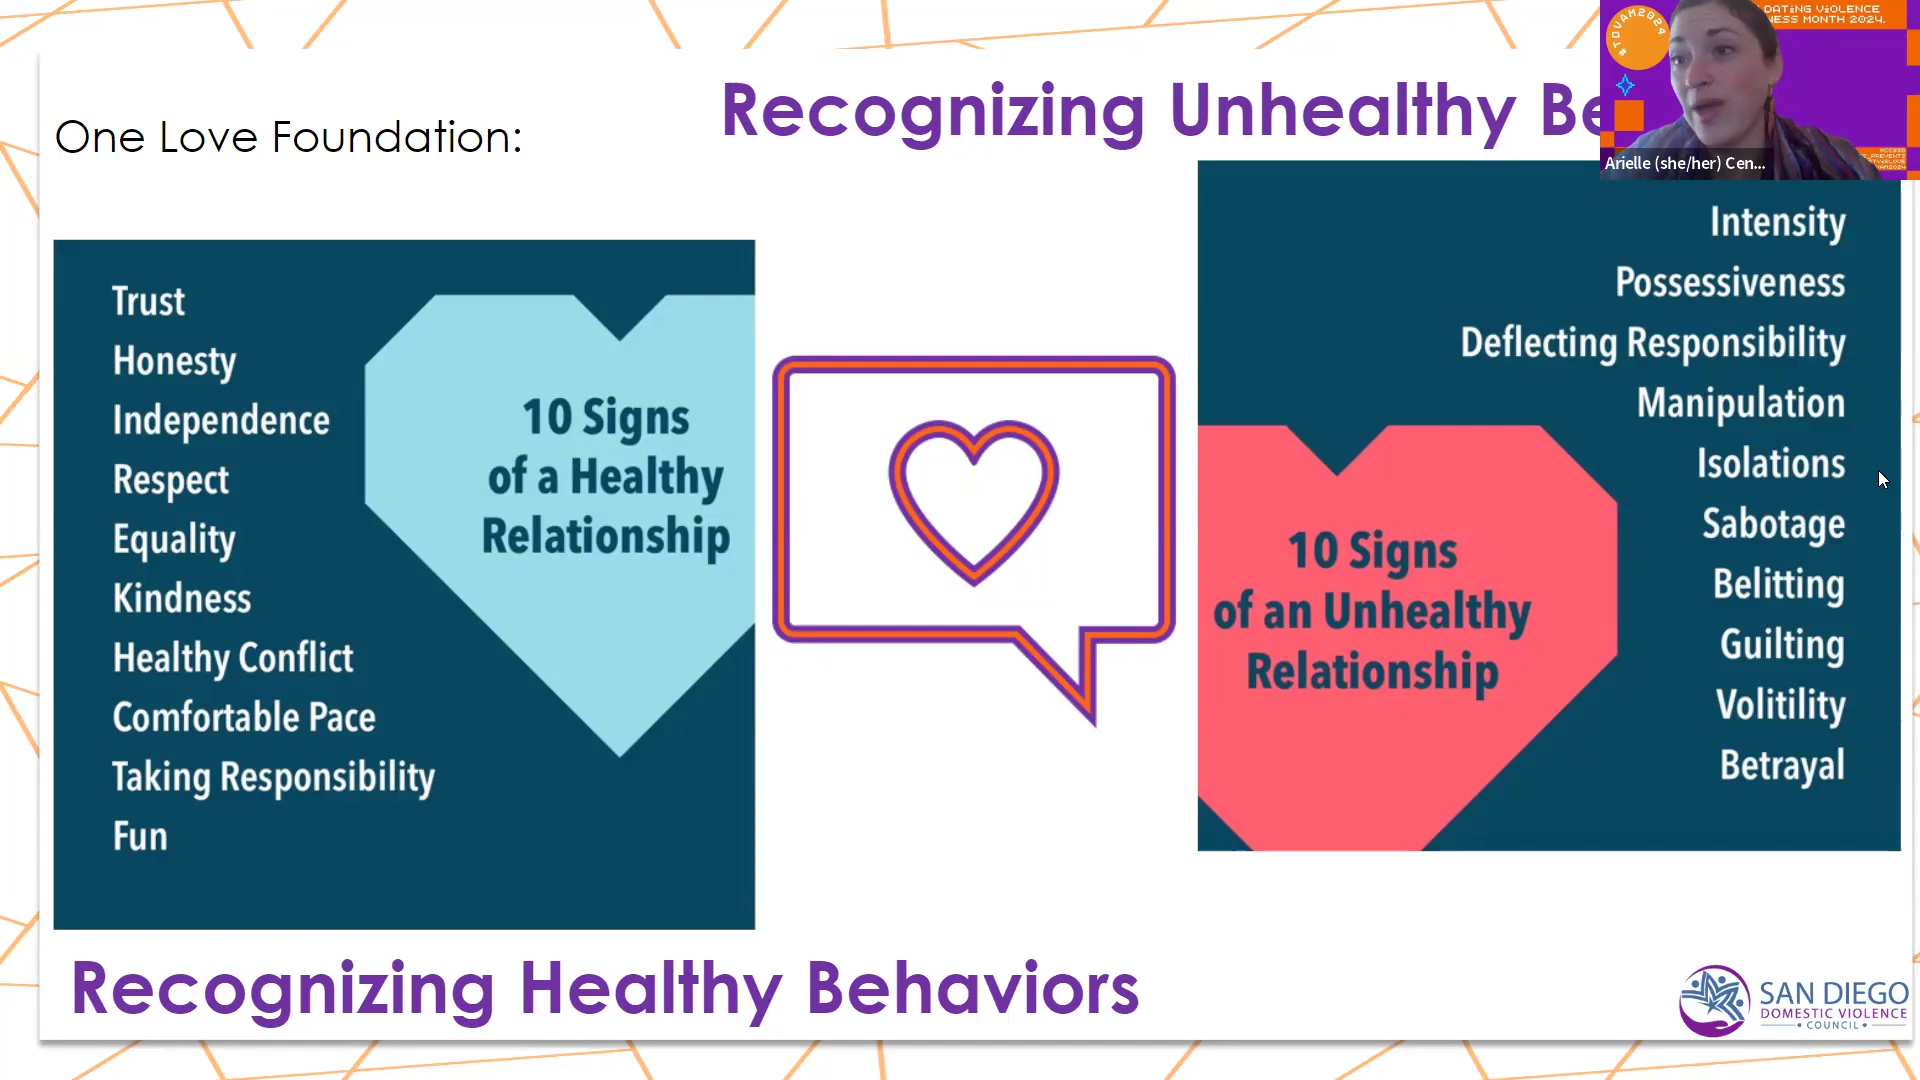 One Love Foundation:
Recognizing Unhealthy Be
#TDVAM2024
DATING VIOLENCE
NESS MONTH 2024.
Arielle (she/her) Cen...
Trust
Honesty
Independence
Respect
Equality
Kindness
Healthy Conflict
Comfortable Pace
Taking Responsibility
Fun
10 Signs
of a Healthy
Relationship
Intensity
Possessiveness
Deflecting Responsibility
Manipulation
Isolations
Sabotage
Belitting
Guilting
Volitility
Betrayal
10 Signs
of an Unhealthy
Relationship
Recognizing Healthy Behaviors
SAN DIEGO
DOMESTIC VIOLENCE
• COUNCIL •